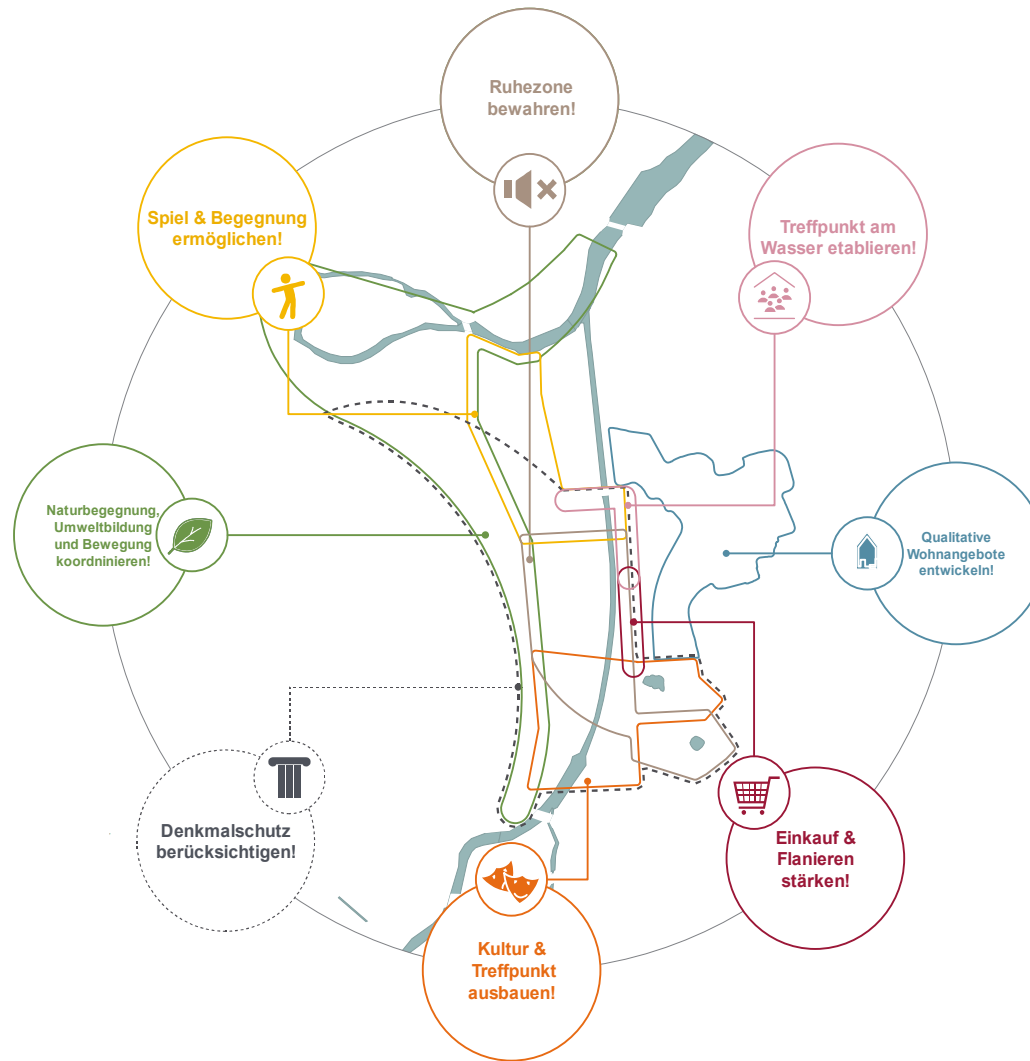 Ruhezone
bewahren!
Spiel & Begegnung
ermöglichen!
Treffpunkt am
Wasser etablieren!
Naturbegegnung,
Umweltbildung
und Bewegung
koordninieren!
Qualitative
Wohnangebote
entwickeln!
Denkmalschutz
berücksichtigen!
Einkauf &
Flanieren
stärken!
Kultur &
Treffpunkt
ausbauen!